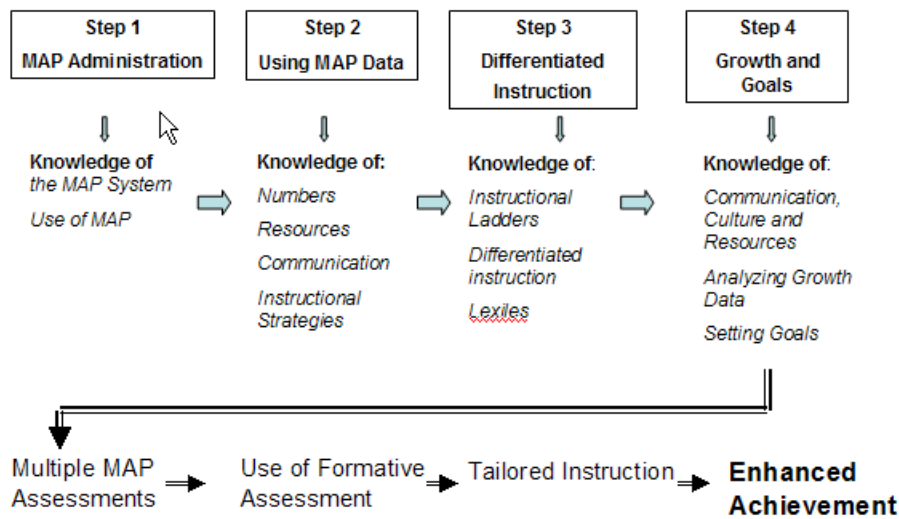 Step 1
MAP Administration
Step 2
Using MAP Data
Step 3
Differentiated
Instruction
Step 4
Growth and
Goals
Knowledge of
the MAP System
Use of MAP
Knowledge of:
Numbers
Resources
Communication
Instructional
Strategies
Knowledge of:
Instructional
Ladders
Differentiated
instruction
Lexiles
Knowledge of:
Communication,
Culture and
Resources
Analyzing Growth
Data
Setting Goals
Multiple MAP
Assessments
Use of Formative
Assessment
Tailored Instruction
Enhanced
Achievement